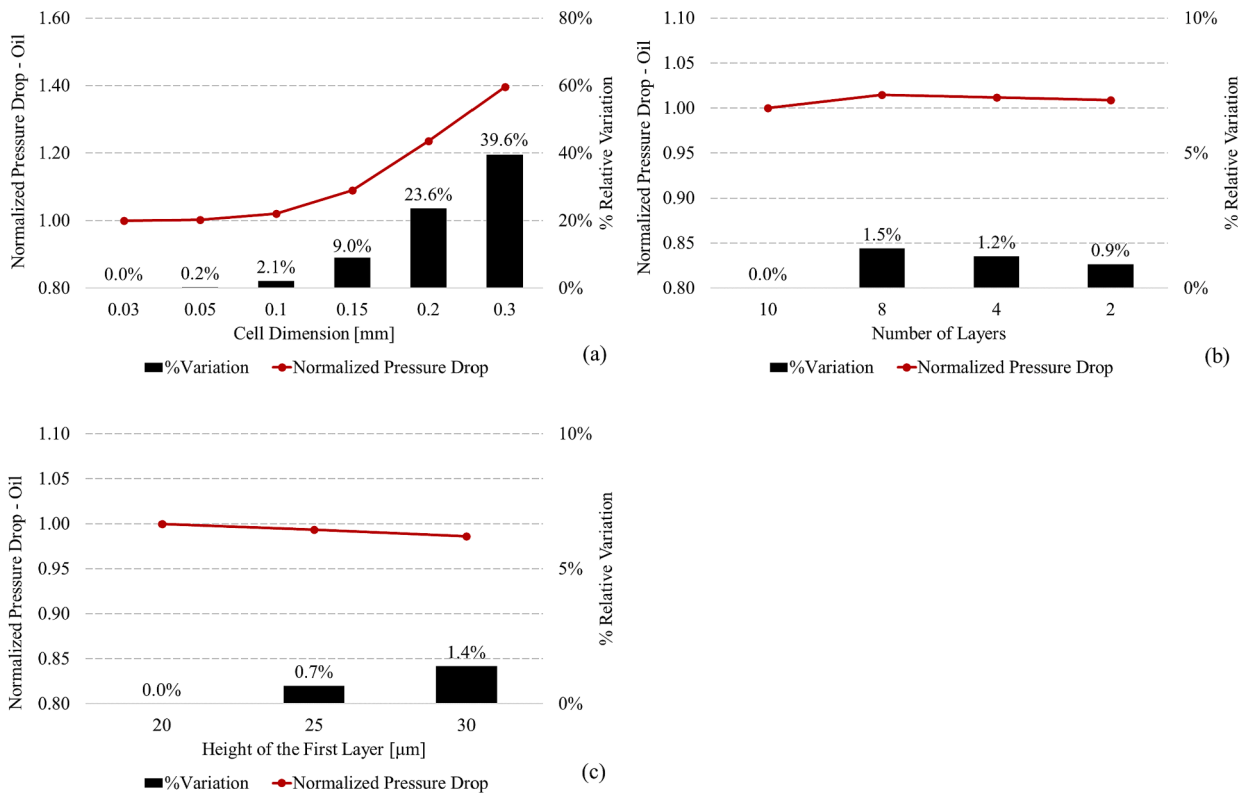 1.60
1.40
1.20
1.00
0.80
Normalized Pressure Drop - Oil
80%
60%
40%
20%
0%
% Relative Variation
0.0%
0.2%
2.1%
9.0%
23.6%
39.6%
0.03 0.05 0.1 0.15 0.2 0.3
Cell Dimension [mm]
%Variation Normalized Pressure Drop
(a)
1.10
1.05
1.00
0.95
0.90
0.85
0.80
Normalized Pressure Drop - Oil
10%
5%
0%
% Relative Variation
0.0%
1.5%
1.2%
0.9%
10 8 4 2
Number of Layers
%Variation Normalized Pressure Drop
(b)
1.10
1.05
1.00
0.95
0.90
0.85
0.80
Normalized Pressure Drop - Oil
10%
5%
0%
% Relative Variation
0.0%
0.7%
1.4%
20 25 30
Height of the First Layer [µm]
%Variation Normalized Pressure Drop
(c)